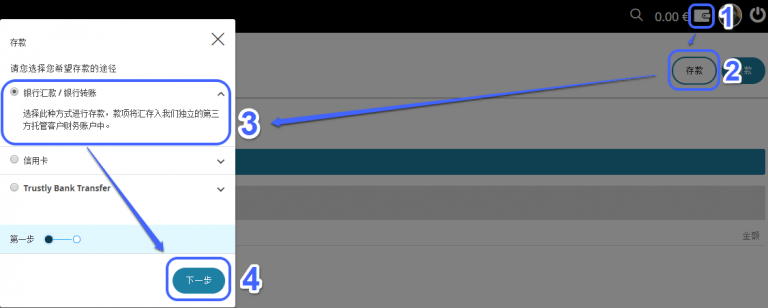 0.00 €
1
存款
款
2
存款
请您选择您希望存款的途径
银行汇款 / 银行转账
选择此种方式进行存款，款项将汇存入我们独立的第三
方托管客户财务账户中。
3
信用卡
Trustly Bank Transfer
第一步
金额
下一步
4